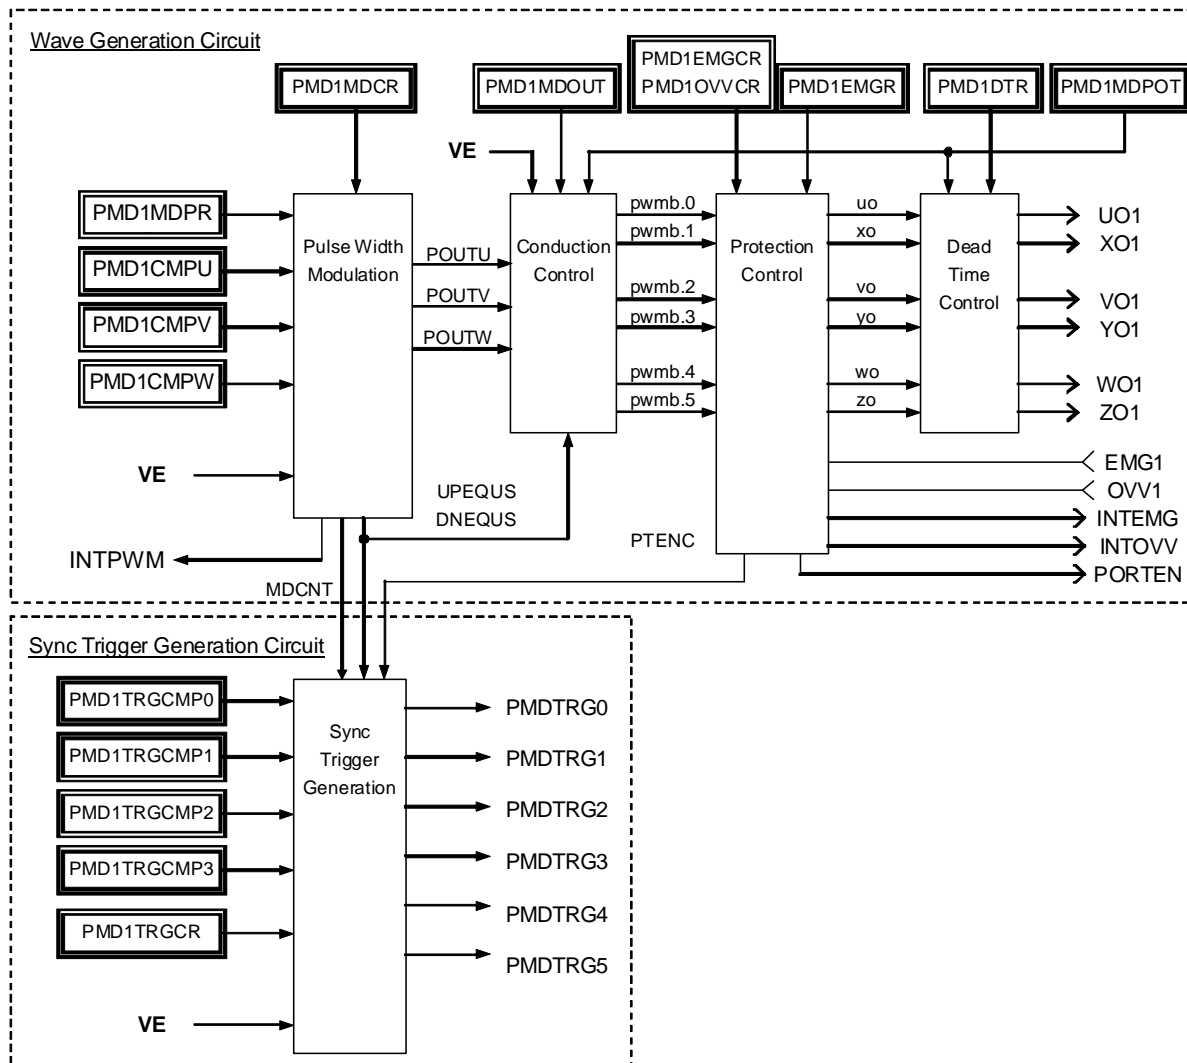 Wave Generation Circuit
PMD1MDCR
PMD1MDOUT
PMD1EMGCR
PMD1OVVCR
PMD1EMGR
PMD1DTR
PMD1MDPOT
VE
PMD1MDPR
PMD1CMPU
PMD1CMPV
PMD1CMPW
VE
Pulse Width
Modulation
POUTU
POUTV
POUTW
Conduction
Control
pwmb.0
pwmb.1
pwmb.2
pwmb.3
pwmb.4
pwmb.5
Protection
Control
uo
xo
vo
yo
wo
zo
Dead
Time
Control
UO1
XO1
VO1
YO1
WO1
ZO1
EMG1
OVV1
INTEMG
INTOVV
PORTEN
UPEQUS
DNEQUS
PTENC
INTPWM
MDCNT
Sync Trigger Generation Circuit
PMD1TRGCMP0
PMD1TRGCMP1
PMD1TRGCMP2
PMD1TRGCMP3
PMD1TRGCR
VE
Sync
Trigger
Generation
PMDTRG0
PMDTRG1
PMDTRG2
PMDTRG3
PMDTRG4
PMDTRG5